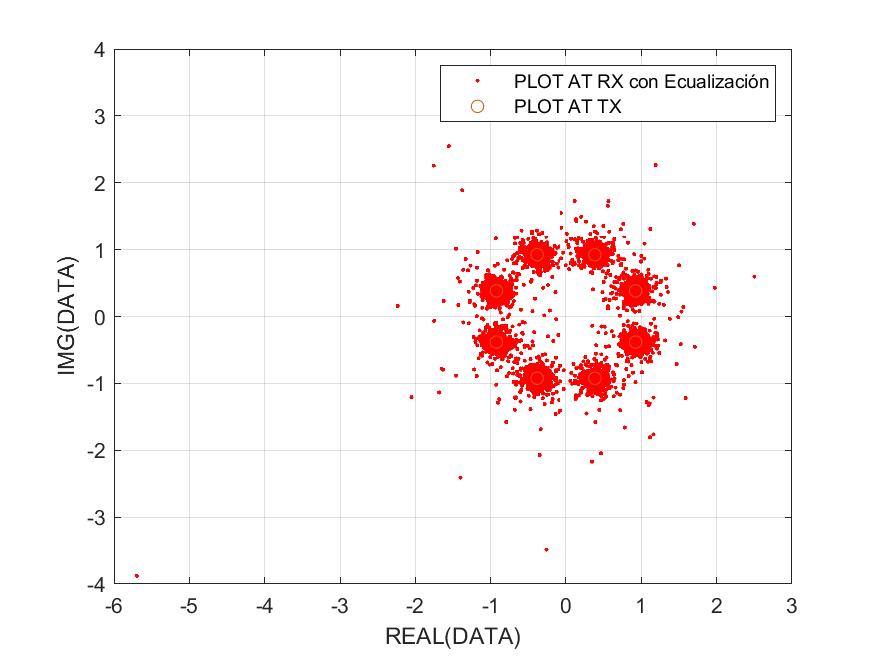 PLOT AT RX con Ecualización
PLOT AT TX
4
3
2
1
0
-1
-2
-3
-4
IMG(DATA)
-6 -5 -4 -3 -2 -1 0 1 2 3
REAL(DATA)